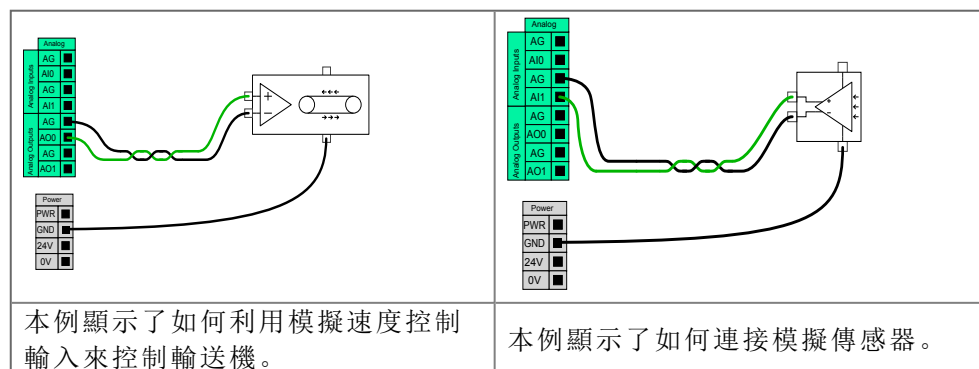 Analog
Analog Inputs
AG
AI0
AG
AI1
Analog Outputs
AG
AO0
AG
AO1
Power
PWR
GND
24V
0V
+
−
←←←
→→→
Analog
Analog Inputs
AG
AI0
AG
AI1
Analog Outputs
AG
AO0
AG
AO1
Power
PWR
GND
24V
0V
+
-
本例顯示了如何利用模擬速度控制
輸入來控制輸送機。
本例顯示了如何連接模擬傳感器。